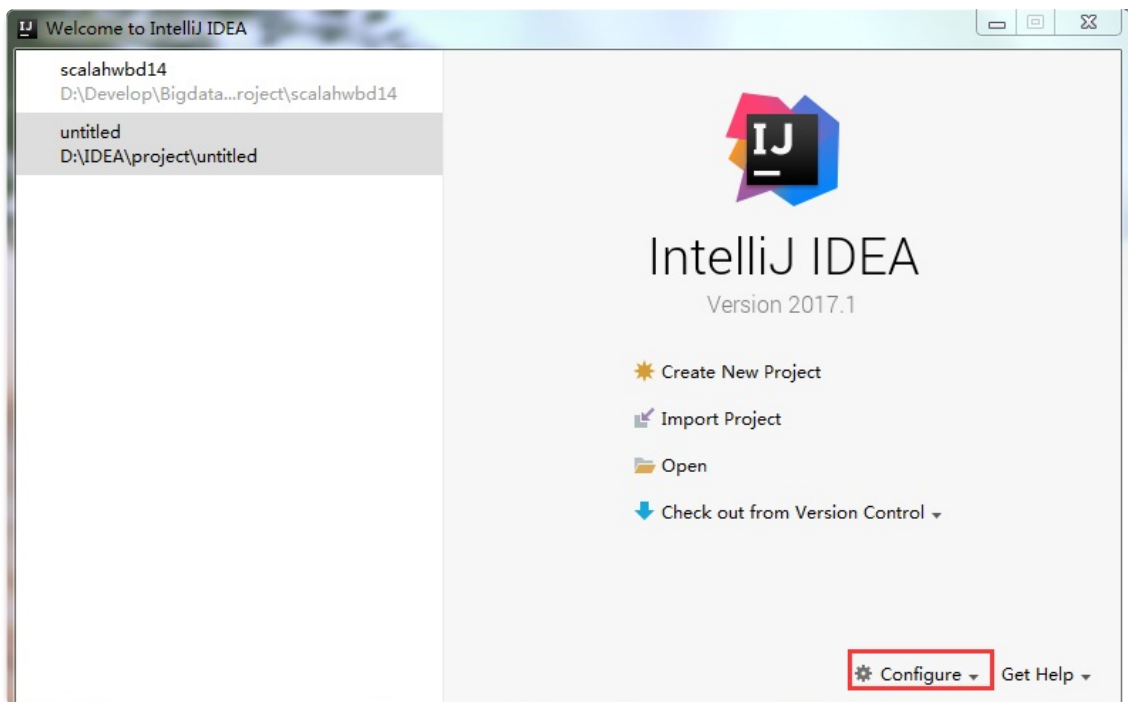 Welcome to IntelliJ IDEA
scalahwbd14
D:\Develop\Bigdata...roject\scalahwbd14
untitled
D:\IDEA\project\untitled
IJ
IntelliJ IDEA
Version 2017.1
Create New Project
Import Project
Open
Check out from Version Control
Configure
Get Help